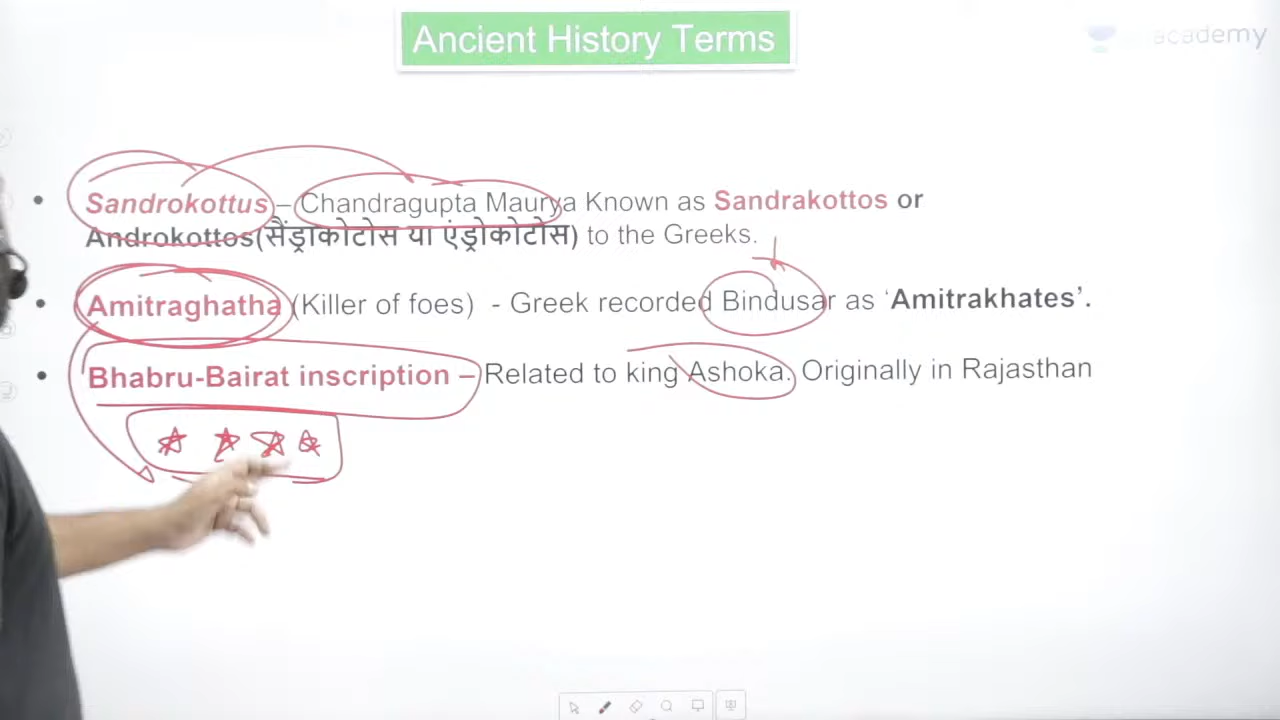 Ancient History Terms
academy
• Sandrokottus – Chandragupta Maurya Known as Sandrakottos or
Androkottos(सैंड्राकोटोस या एंड्रोकोटोस) to the Greeks.
• Amitraghatha (Killer of foes) - Greek recorded Bindusar as ‘Amitrakhates’.
• Bhabru-Bairat inscription – Related to king Ashoka. Originally in Rajasthan